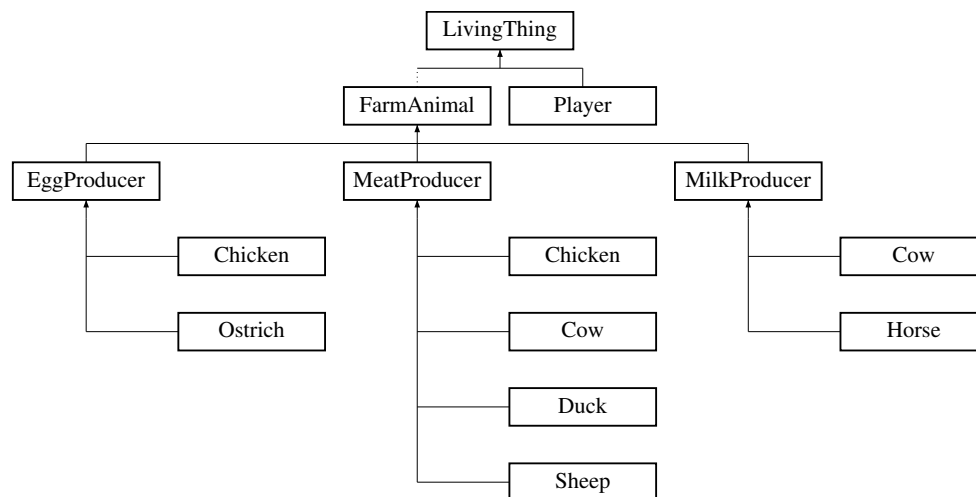 LivingThing
FarmAnimal
Player
EggProducer
MeatProducer
MilkProducer
Chicken
Chicken
Cow
Ostrich
Cow
Horse
Duck
Sheep